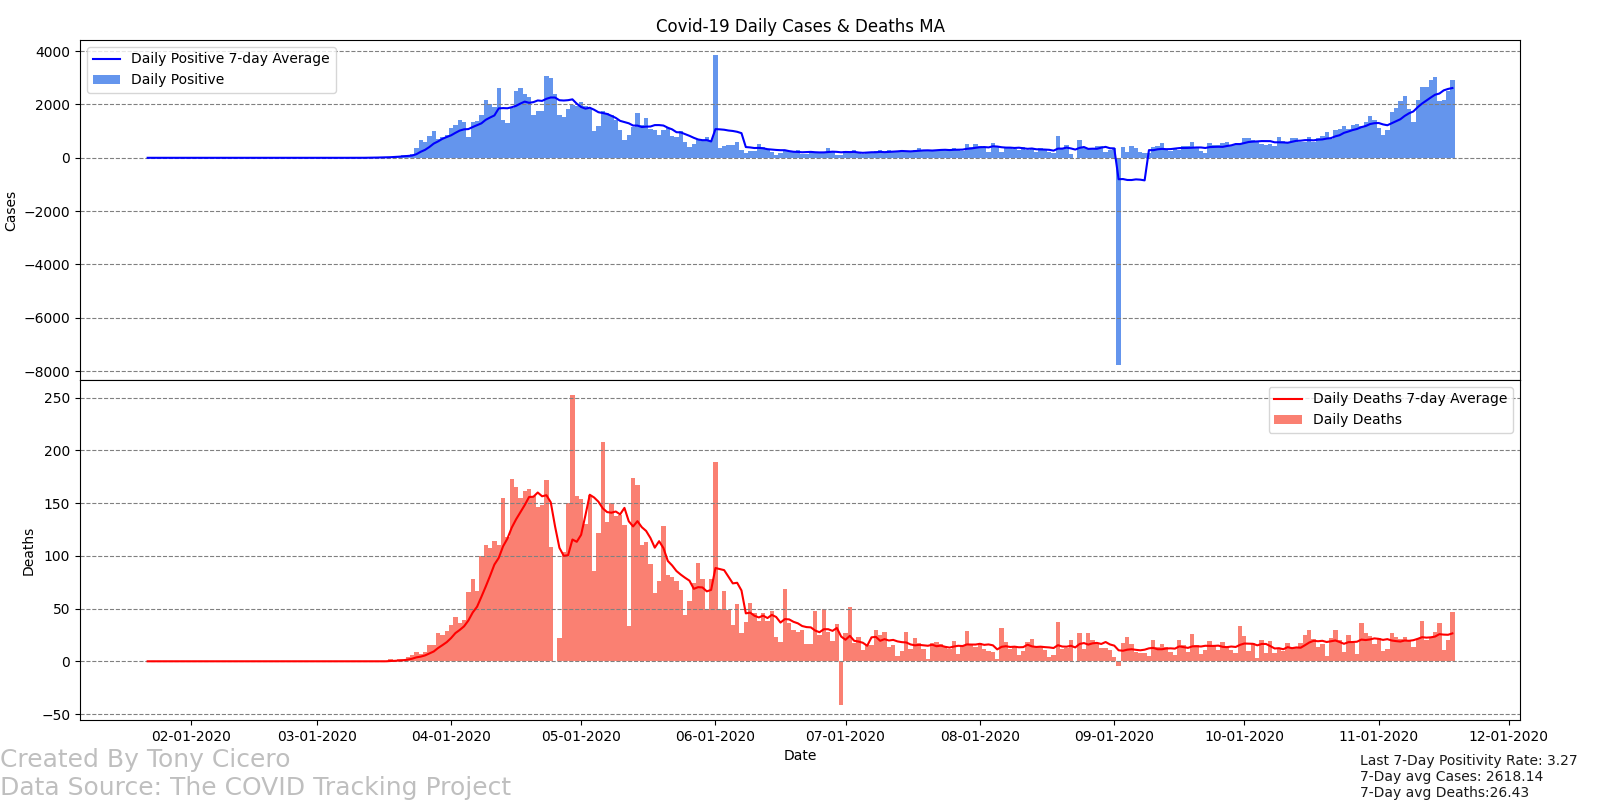 Covid-19 Daily Cases & Deaths MA
Daily Positive 7-day Average
Daily Positive
4000
2000
0
−2000
−4000
−6000
−8000
Cases
Daily Deaths 7-day Average
Daily Deaths
250
200
150
100
50
0
−50
Deaths
02-01-2020 03-01-2020 04-01-2020 05-01-2020 06-01-2020 07-01-2020 08-01-2020 09-01-2020 10-01-2020 11-01-2020 12-01-2020
Date
Created By Tony Cicero
Data Source: The COVID Tracking Project
Last 7-Day Positivity Rate: 3.27
7-Day avg Cases: 2618.14
7-Day avg Deaths:26.43